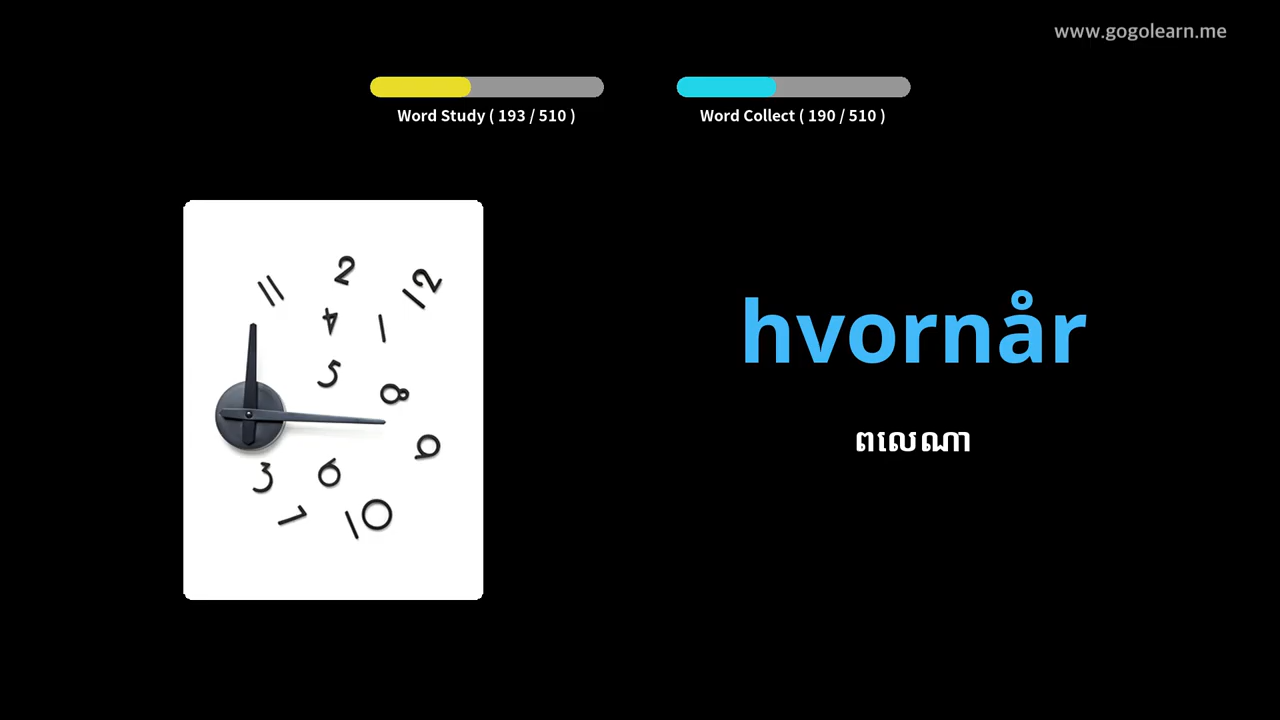 www.gogolearn.me
Word Study ( 193 / 510 )
Word Collect ( 190 / 510 )
11
2
12
4
1
5
8
9
3
6
7
10
hvornår
ពលេណា